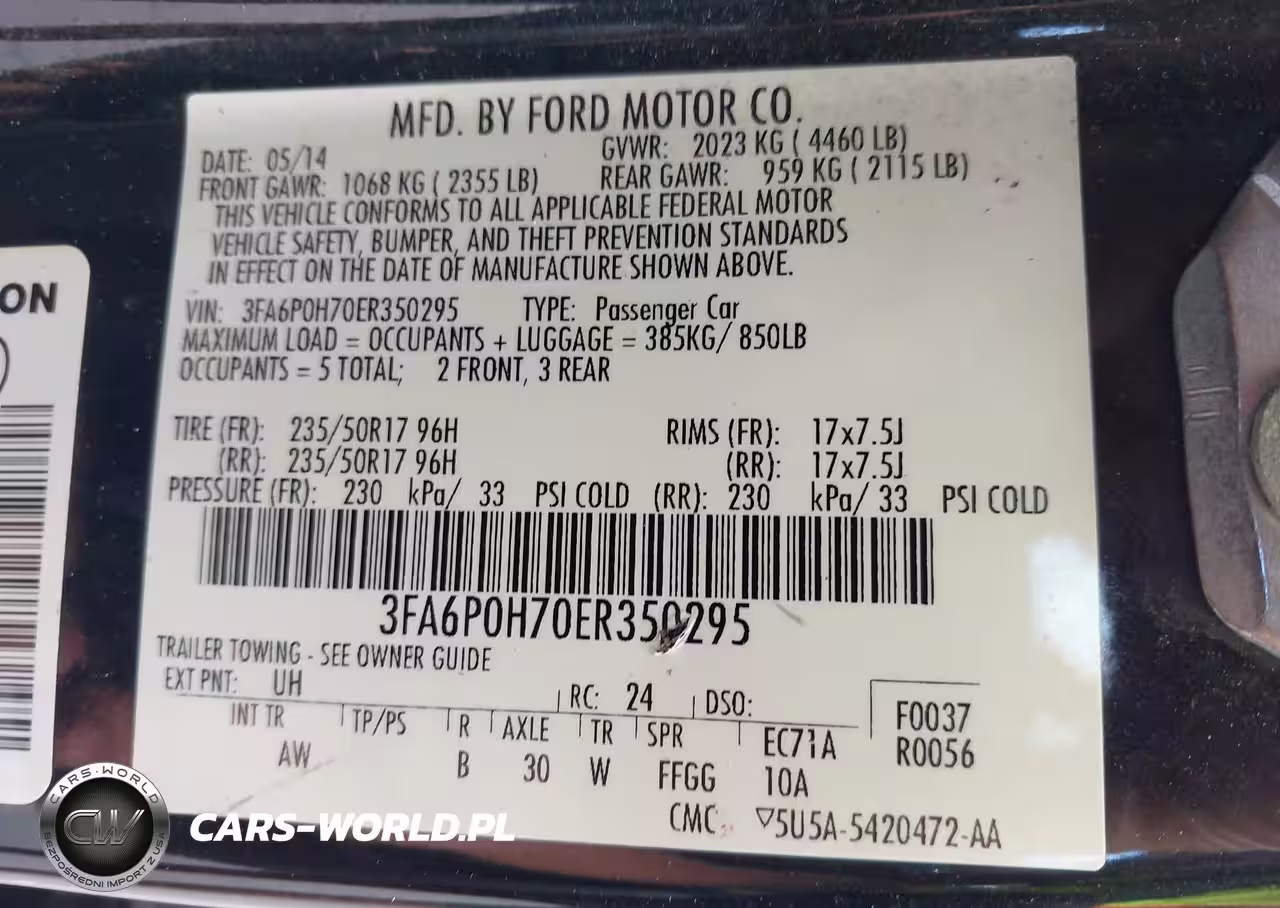 MFD. BY FORD MOTOR CO.
DATE: 05/14 GVWR: 2023 KG ( 4460 LB)
FRONT GAWR: 1068 KG ( 2355 LB) REAR GAWR: 959 KG ( 2115 LB)
THIS VEHICLE CONFORMS TO ALL APPLICABLE FEDERAL MOTOR
VEHICLE SAFETY, BUMPER, AND THEFT PREVENTION STANDARDS
IN EFFECT ON THE DATE OF MANUFACTURE SHOWN ABOVE.
VIN: 3FA6P0H70ER350295 TYPE: Passenger Car
MAXIMUM LOAD = OCCUPANTS + LUGGAGE = 385KG/ 850LB
OCCUPANTS = 5 TOTAL; 2 FRONT, 3 REAR
TIRE (FR): 235/50R17 96H RIMS (FR): 17x7.5J
(RR): 235/50R17 96H (RR): 17x7.5J
PRESSURE (FR): 230 kPa/ 33 PSI COLD (RR): 230 kPa/ 33 PSI COLD
3FA6P0H70ER350295
TRAILER TOWING - SEE OWNER GUIDE
EXT PNT: UH RC: 24 DSO:
INT TR TP/PS R AXLE TR SPR EC71A F0037
AW B 30 W FFGG 10A R0056
CMC ▽5U5A-5420472-AA
ON
CARS-WORLD
CW
BEZPOŚREDNI IMPORT Z USA
CARS-WORLD.PL